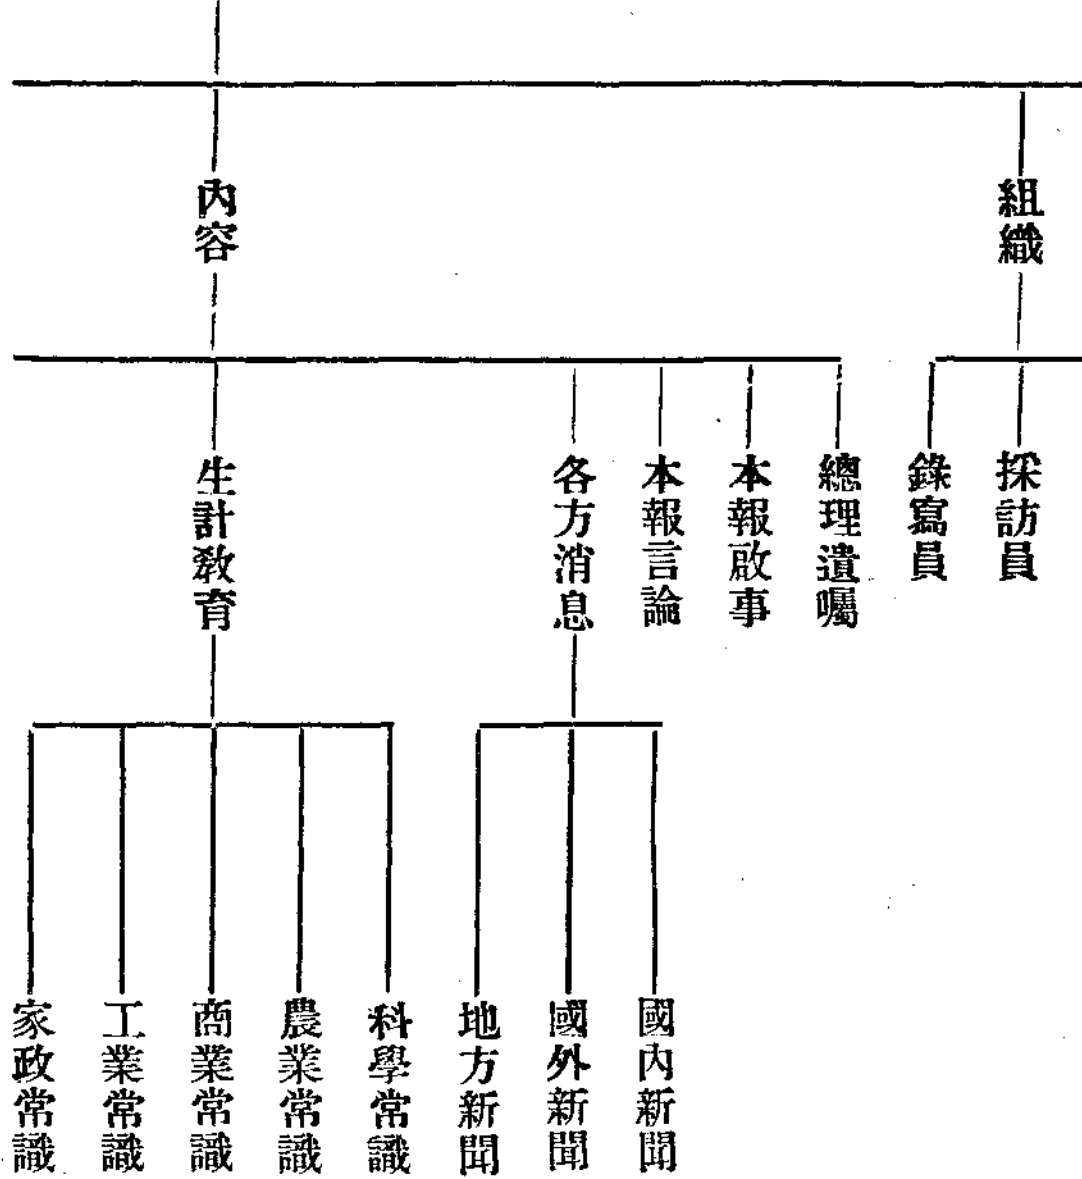 組織
採訪員
錄寫員
內容
總理遺囑
本報啟事
本報言論
各方消息
國內新聞
國外新聞
地方新聞
生計教育
科學常識
農業常識
商業常識
工業常識
家政常識